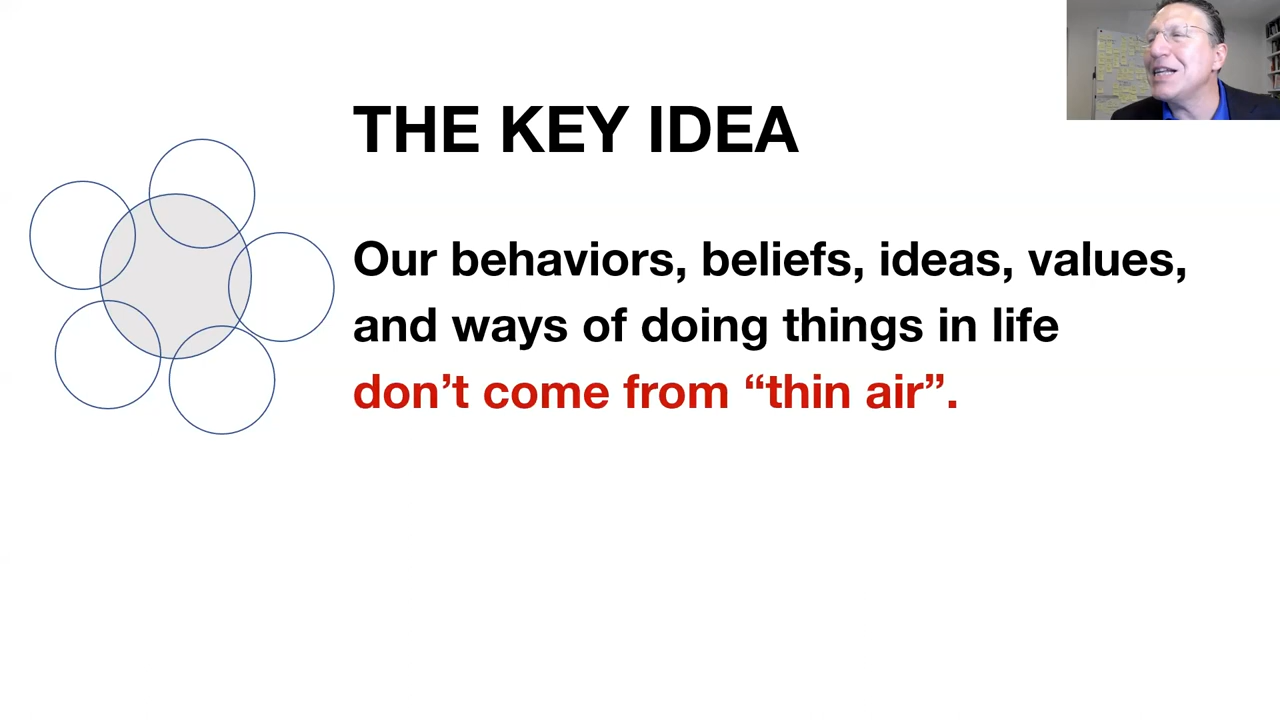 THE KEY IDEA
Our behaviors, beliefs, ideas, values,
and ways of doing things in life
don’t come from “thin air”.